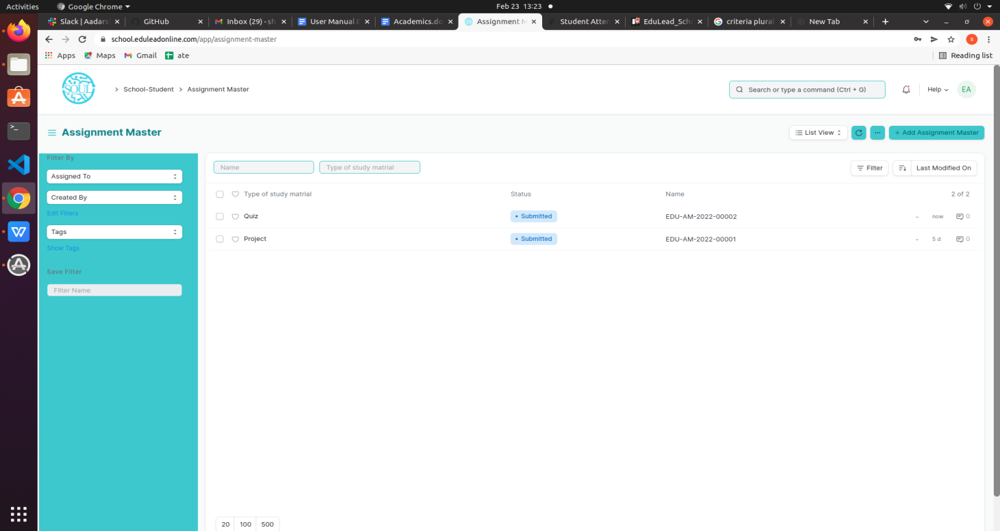 Activities Google Chrome Feb 23 13:23
Slack | Aadars GitHub Inbox (29) - sh User Manual E Academics.do Assignment M Student Atten EduLead_Scho criteria plural New Tab
school.eduleadonline.com/app/assignment-master S
Apps Maps Gmail ate Reading list
SOUL School-Student Assignment Master Search or type a command (Ctrl + G) Help EA
Assignment Master List View + Add Assignment Master
Filter By
Assigned To
Created By
Edit Filters
Tags
Show Tags
Save Filter
Filter Name
Name Type of study matrial Filter Last Modified On
Type of study matrial Status Name 2 of 2
Quiz • Submitted EDU-AM-2022-00002 - now 0
Project • Submitted EDU-AM-2022-00001 - 5 d 0
20 100 500